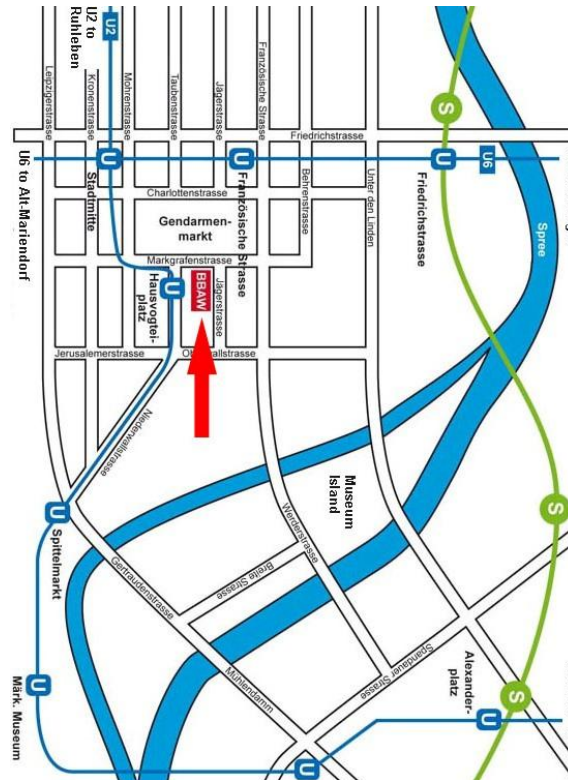 U2
U2 to
Ruhleben
Leipzigerstrasse
Kronenstrasse
Mohrenstrasse
Taubenstrasse
Jägerstrasse
Französische Strasse
S
Friedrichstrasse
U6 to Alt-Mariendorf
U
Stadtmitte
U
Französische Strasse
U
Friedrichstrasse
U6
Behrenstrasse
Unter den Linden
Spree
Charlottenstrasse
Gendarmen-
markt
Markgrafenstrasse
U
Hausvogtei-
platz
BBAW
Jägerstrasse
Jerusalemerstrasse
Niederwallstrasse
Museum
Island
U
Spittelmarkt
Werderstrasse
S
Breite Strasse
Gertraudenstrasse
Spandauer Strasse
Alexander-
platz
U
Märk. Museum
Mühlendamm
S
U
U